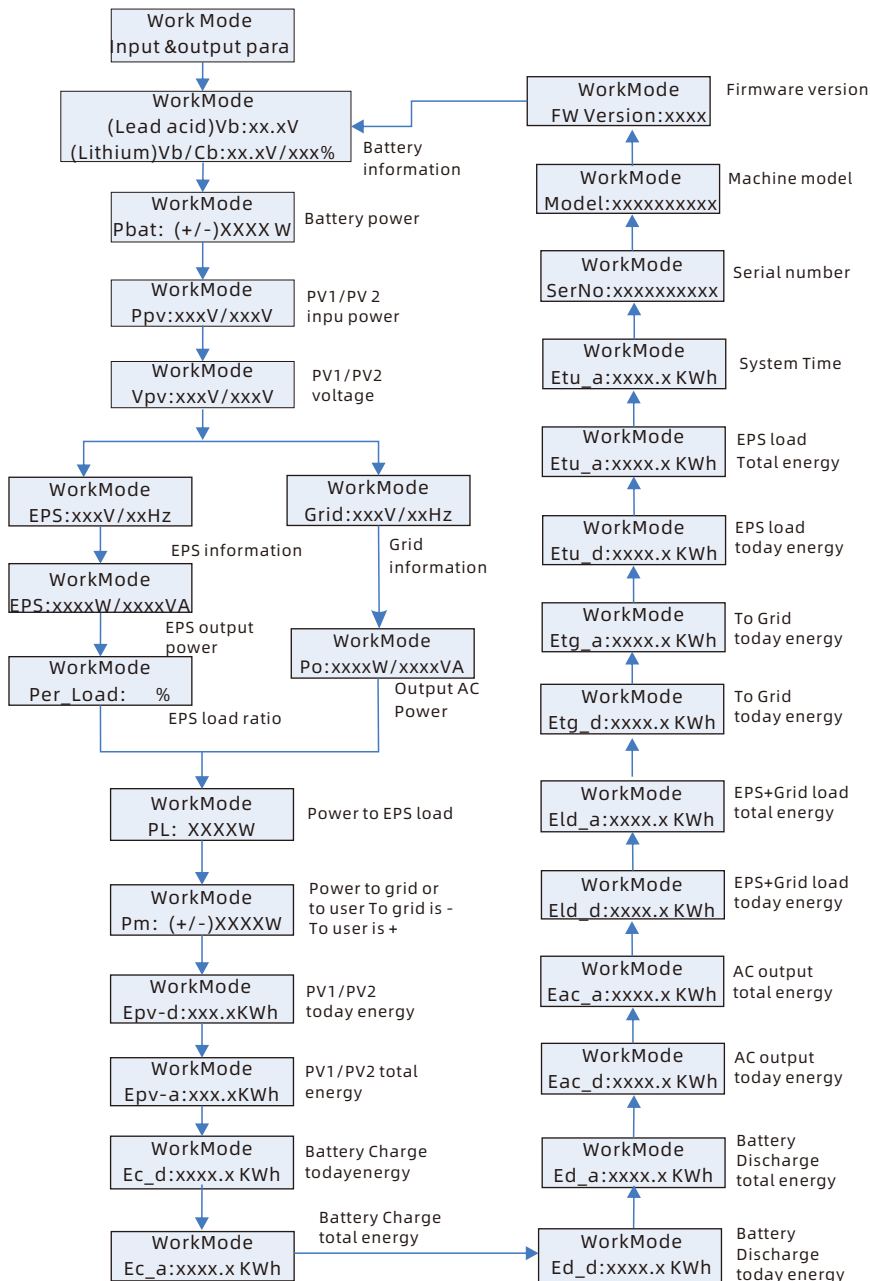 Work Mode
Input &output para
WorkMode
(Lead acid)Vb:xx.xV
(Lithium)Vb/Cb:xx.xV/xxx%
Battery
information
WorkMode
Pbat: (+/-)XXXX W
Battery power
WorkMode
Ppv:xxxV/xxxV
PV1/PV 2
inpu power
WorkMode
Vpv:xxxV/xxxV
PV1/PV2
voltage
WorkMode
EPS:xxxV/xxHz
EPS information
WorkMode
EPS:xxxxW/xxxxVA
EPS output
power
WorkMode
Per_Load: %
EPS load ratio
WorkMode
Grid:xxxV/xxHz
Grid
information
WorkMode
Po:xxxxW/xxxxVA
Output AC
Power
WorkMode
PL: XXXXW
Power to EPS load
WorkMode
Pm: (+/-)XXXXW
Power to grid or
to user To grid is -
To user is +
WorkMode
Epv-d:xxx.xKWh
PV1/PV2
today energy
WorkMode
Epv-a:xxx.xKWh
PV1/PV2 total
energy
WorkMode
Ec_d:xxxx.x KWh
Battery Charge
todayenergy
WorkMode
Ec_a:xxxx.x KWh
Battery Charge
total energy
WorkMode
FW Version:xxxx
Firmware version
WorkMode
Model:xxxxxxxxxx
Machine model
WorkMode
SerNo:xxxxxxxxxx
Serial number
WorkMode
Etu_a:xxxx.x KWh
System Time
WorkMode
Etu_a:xxxx.x KWh
EPS load
Total energy
WorkMode
Etu_d:xxxx.x KWh
EPS load
today energy
WorkMode
Etg_a:xxxx.x KWh
To Grid
today energy
WorkMode
Etg_d:xxxx.x KWh
To Grid
today energy
WorkMode
Eld_a:xxxx.x KWh
EPS+Grid load
total energy
WorkMode
Eld_d:xxxx.x KWh
EPS+Grid load
today energy
WorkMode
Eac_a:xxxx.x KWh
AC output
total energy
WorkMode
Eac_d:xxxx.x KWh
AC output
today energy
WorkMode
Ed_a:xxxx.x KWh
Battery
Discharge
total energy
WorkMode
Ed_d:xxxx.x KWh
Battery
Discharge
today energy